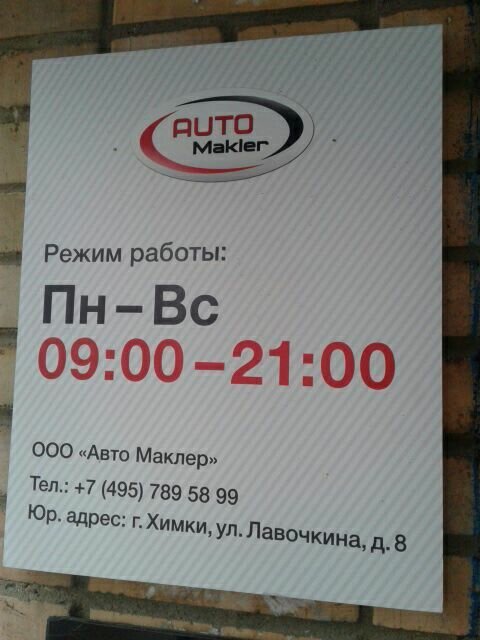 AUTO
Makler
Режим работы:
Пн – Вс
09:00 – 21:00
ООО «Авто Маклер»
Тел.: +7 (495) 789 58 99
Юр. адрес: г. Химки, ул. Лавочкина, д. 8